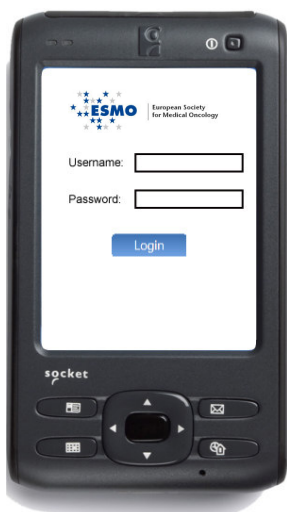 ESMO
European Society
for Medical Oncology
Username:
Password:
Login
socket